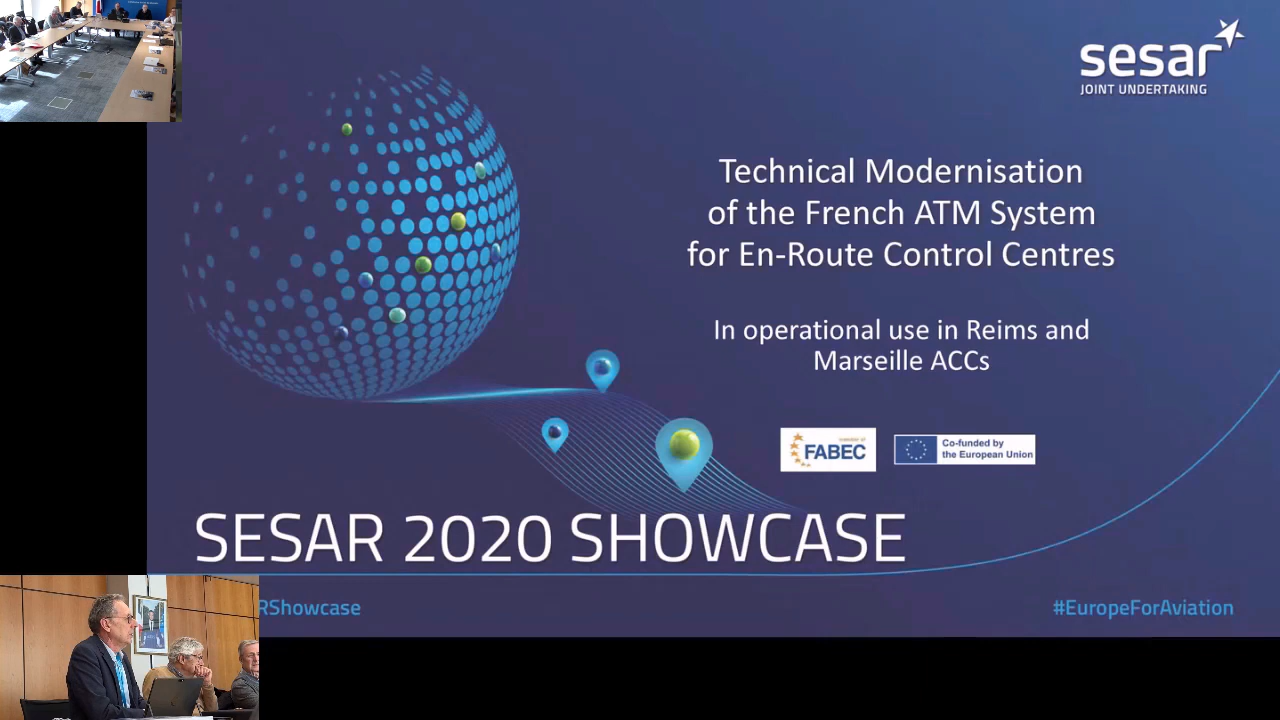 sesar
JOINT UNDERTAKING
Technical Modernisation
of the French ATM System
for En-Route Control Centres
In operational use in Reims and
Marseille ACCs
FABEC
Co-funded by
the European Union
SESAR 2020 SHOWCASE
RShowcase
#EuropeForAviation